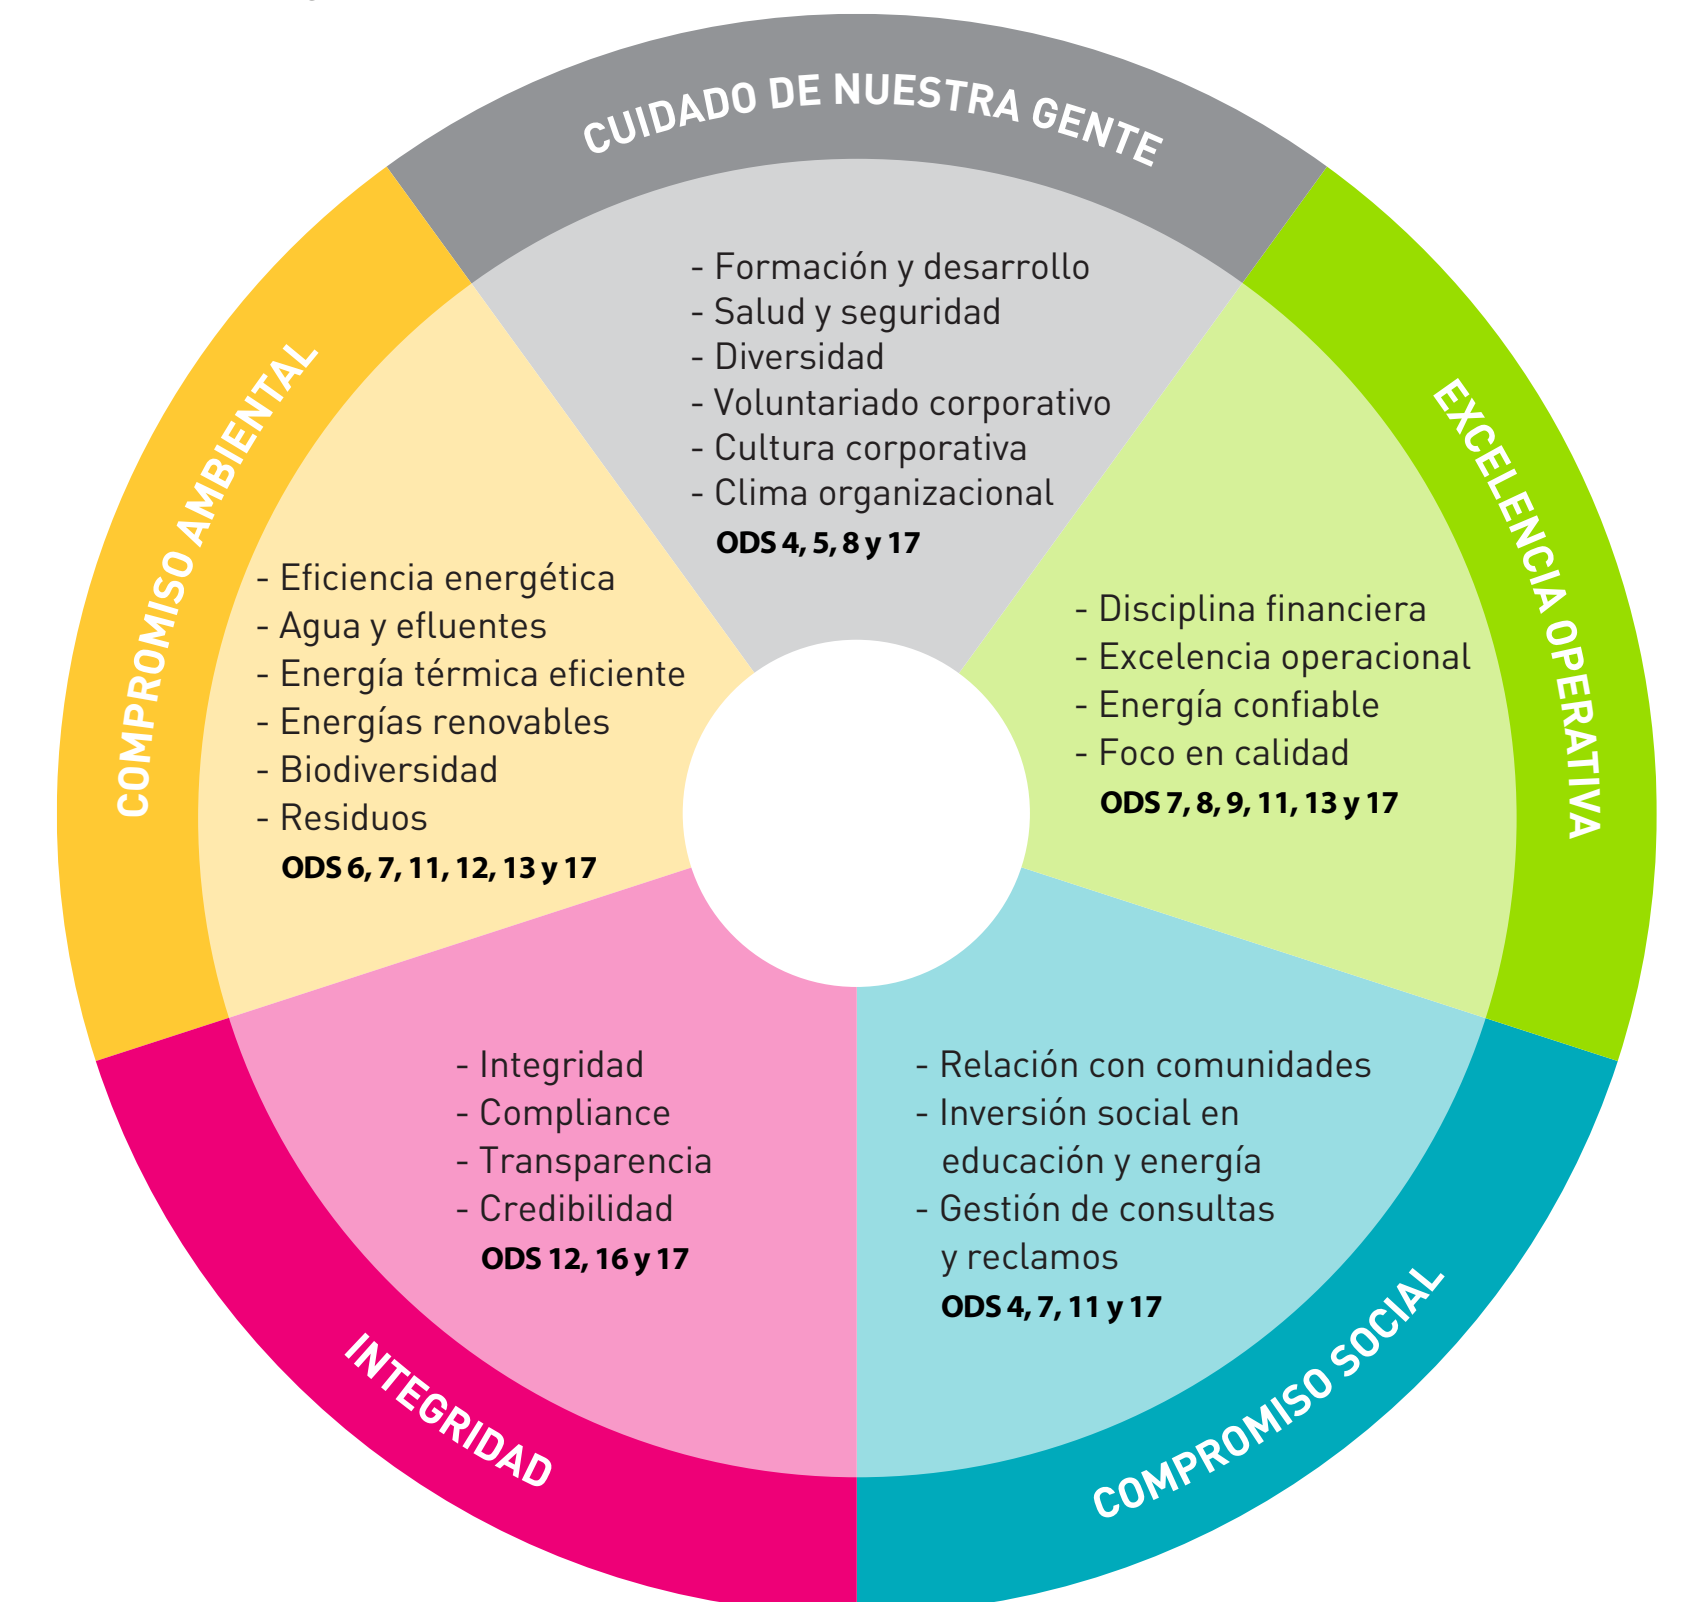 CUIDADO DE NUESTRA GENTE
- Formación y desarrollo
- Salud y seguridad
- Diversidad
- Voluntariado corporativo
- Cultura corporativa
- Clima organizacional
ODS 4, 5, 8 y 17
EXCELENCIA OPERATIVA
- Disciplina financiera
- Excelencia operacional
- Energía confiable
- Foco en calidad
ODS 7, 8, 9, 11, 13 y 17
COMPROMISO SOCIAL
- Relación con comunidades
- Inversión social en
educación y energía
- Gestión de consultas
y reclamos
ODS 4, 7, 11 y 17
INTEGRIDAD
- Integridad
- Compliance
- Transparencia
- Credibilidad
ODS 12, 16 y 17
COMPROMISO AMBIENTAL
- Eficiencia energética
- Agua y efluentes
- Energía térmica eficiente
- Energías renovables
- Biodiversidad
- Residuos
ODS 6, 7, 11, 12, 13 y 17